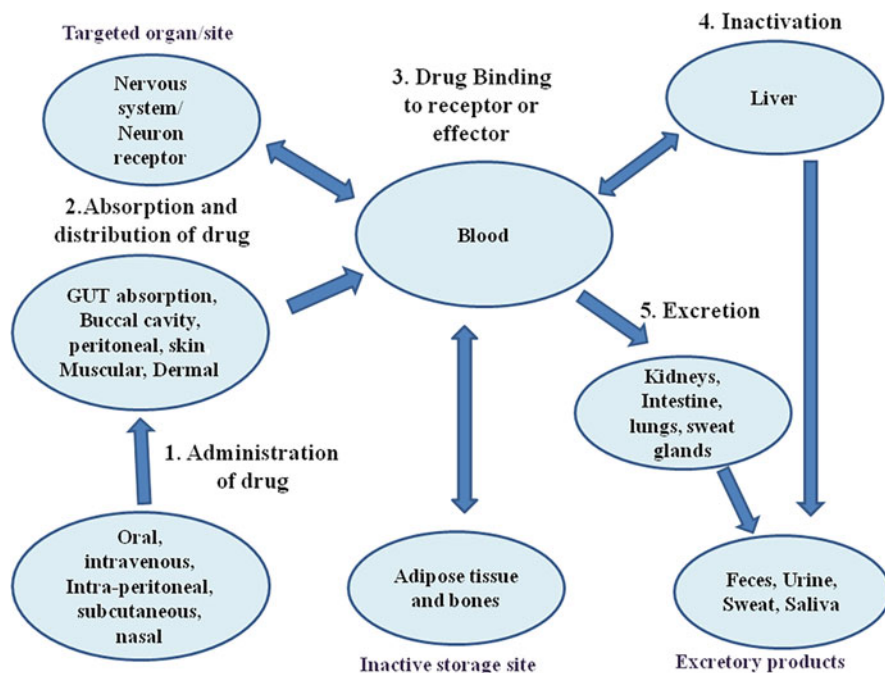 Targeted organ/site
Nervous
system/
Neuron
receptor
3. Drug Binding
to receptor or
effector
4. Inactivation
Liver
2.Absorption and
distribution of drug
Blood
GUT absorption,
Buccal cavity,
peritoneal, skin
Muscular, Dermal
5. Excretion
Kidneys,
Intestine,
lungs, sweat
glands
1. Administration
of drug
Oral,
intravenous,
Intra-peritoneal,
subcutaneous,
nasal
Adipose tissue
and bones
Inactive storage site
Feces, Urine,
Sweat, Saliva
Excretory products